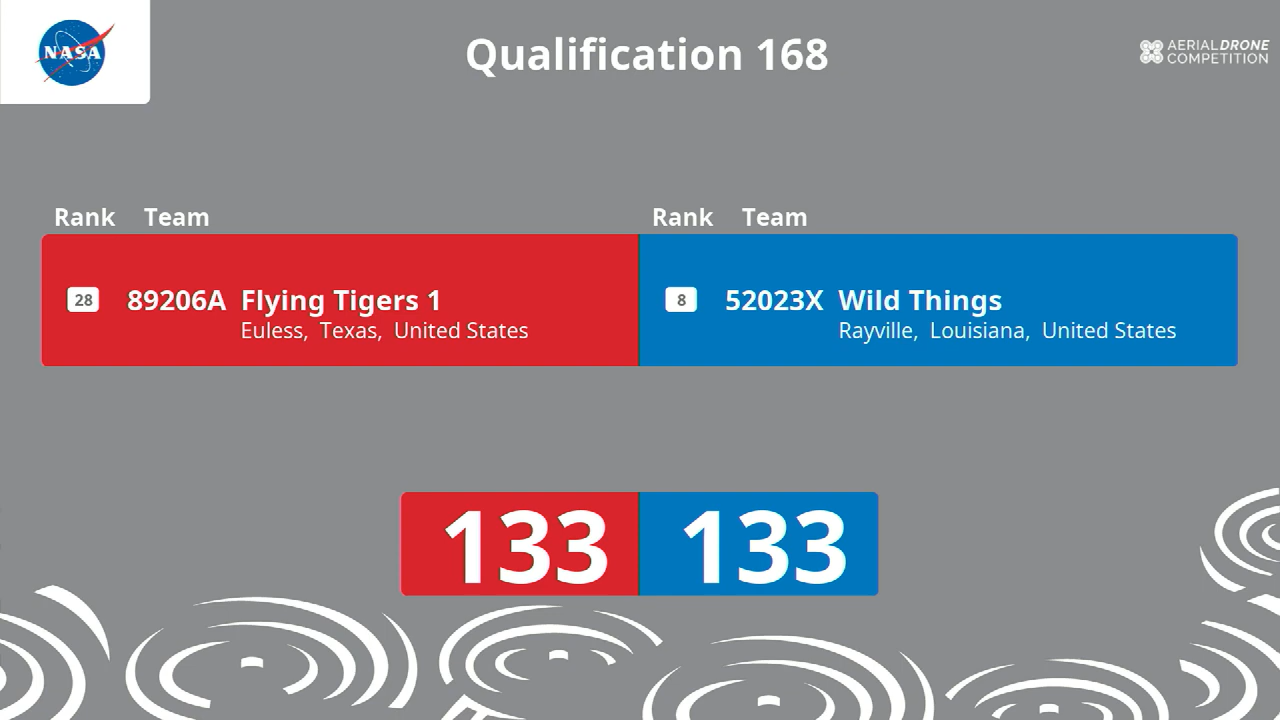 NASA
Qualification 168
AERIALDRONE
COMPETITION
Rank Team
Rank Team
28 89206A Flying Tigers 1
Euless, Texas, United States
8 52023X Wild Things
Rayville, Louisiana, United States
133 133